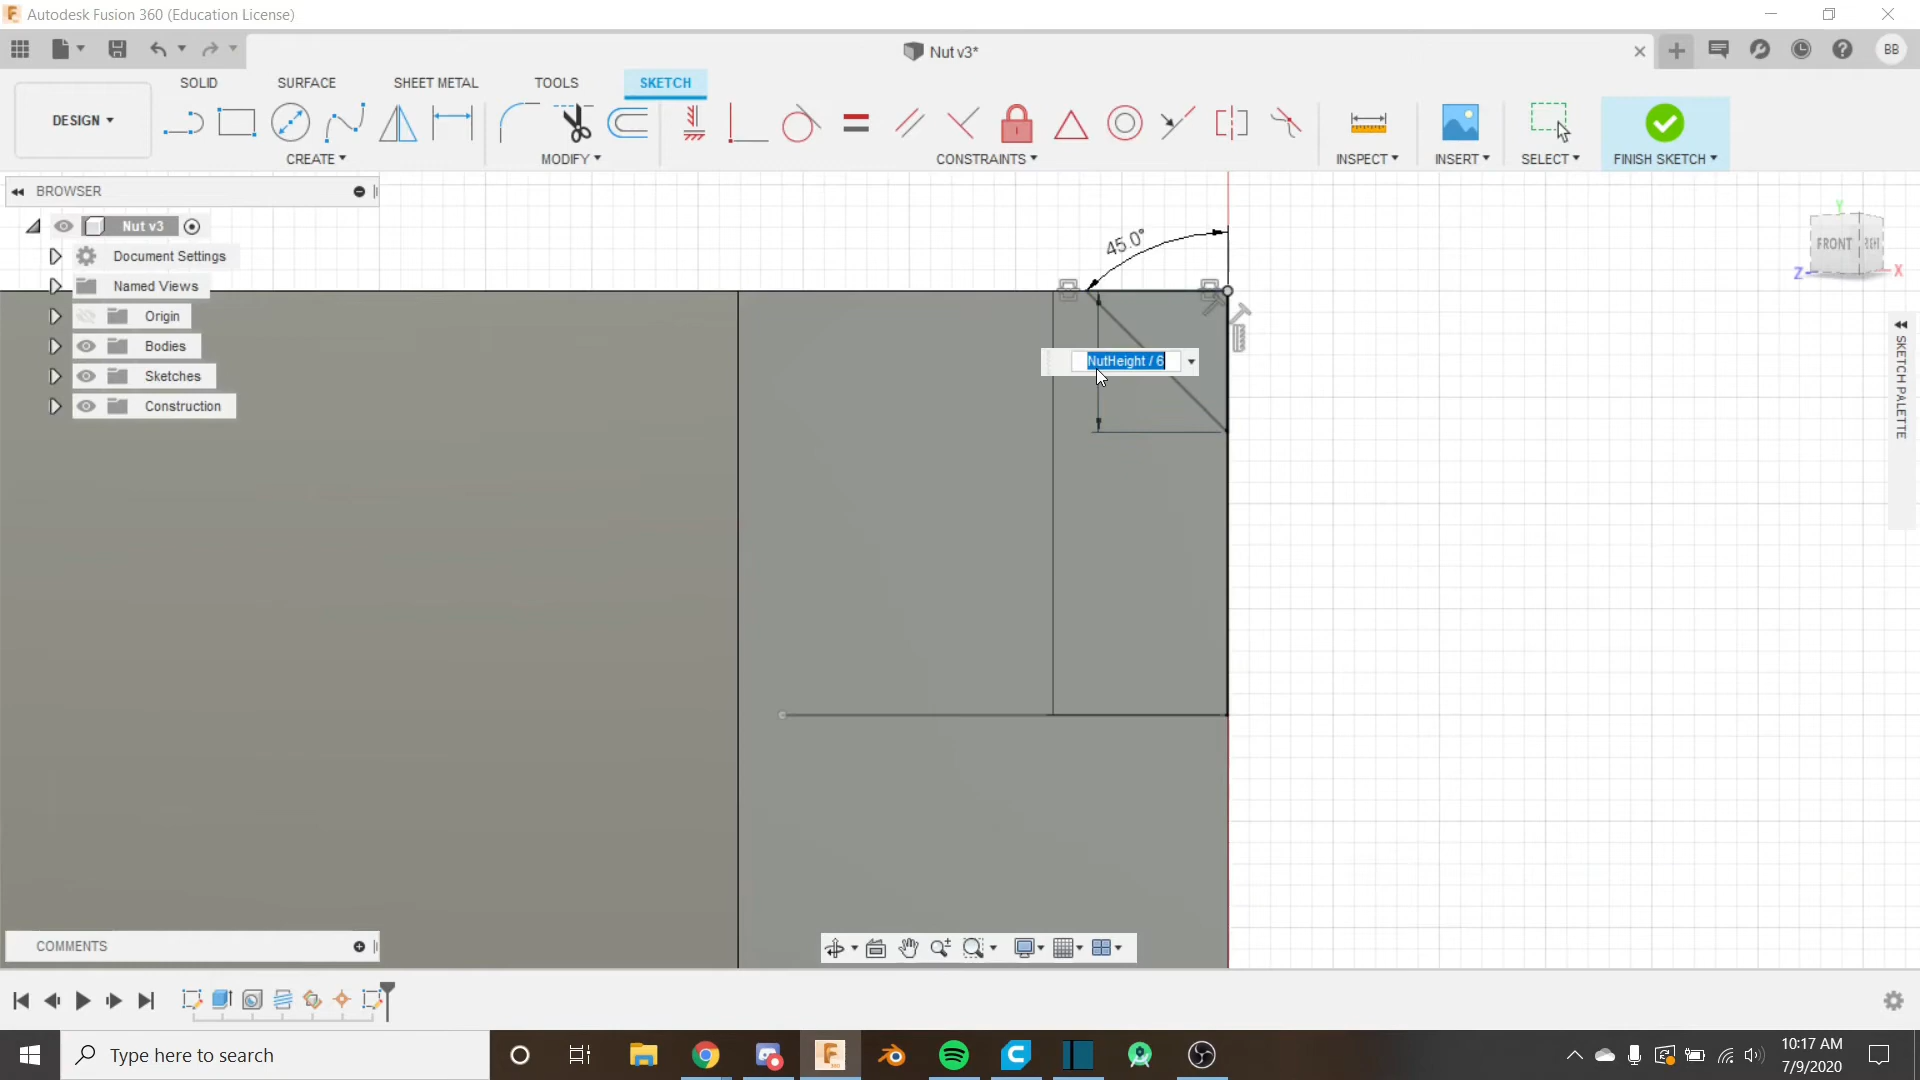 Autodesk Fusion 360 (Education License)
Nut v3*
BB
SOLID
SURFACE
SHEET METAL
TOOLS
SKETCH
DESIGN
CREATE
MODIFY
CONSTRAINTS
INSPECT
INSERT
SELECT
FINISH SKETCH
BROWSER
Nut v3
Document Settings
Named Views
Origin
Bodies
Sketches
Construction
45.0°
NutHeight / 6
Y
FRONT
Z
X
SKETCH PALETTE
COMMENTS
Type here to search
10:17 AM
7/9/2020